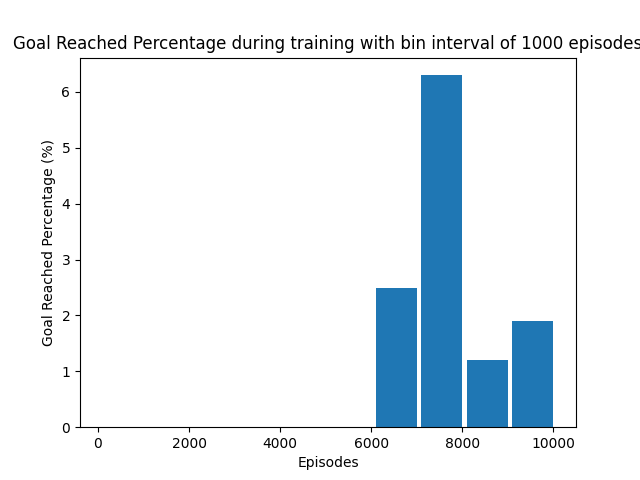 Goal Reached Percentage during training with bin interval of 1000 episodes
Goal Reached Percentage (%)
6
5
4
3
2
1
0
0 2000 4000 6000 8000 10000
Episodes